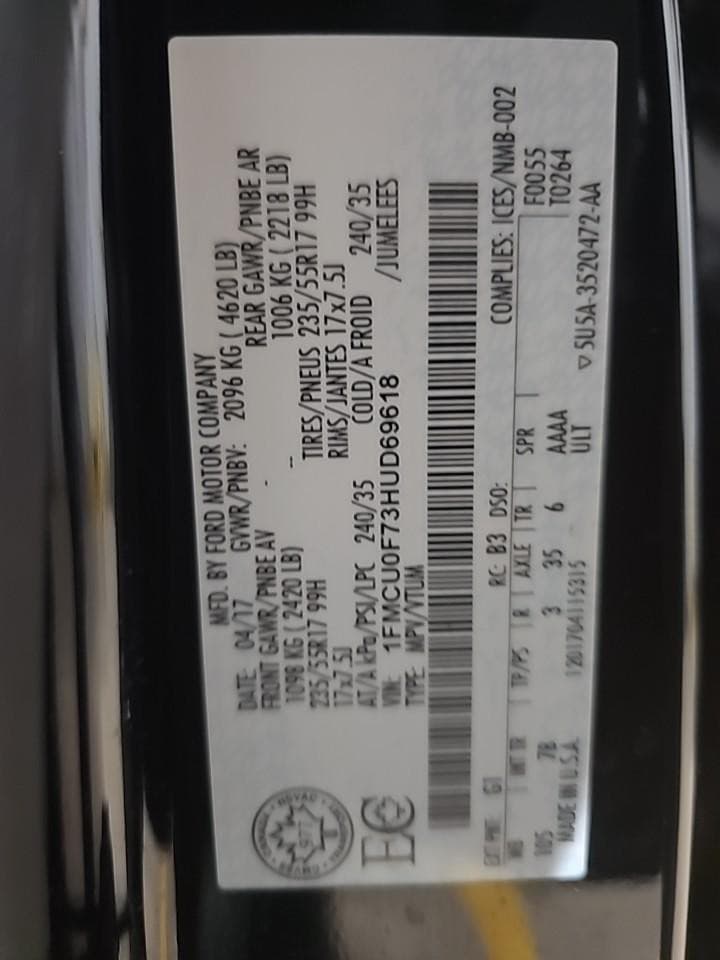 MFD. BY FORD MOTOR COMPANY
DATE: 04/17 GVWR/PNBV: 2096 KG ( 4620 LB)
FRONT GAWR/PNBE AV - REAR GAWR/PNBE AR
1098 KG ( 2420 LB) -- 1006 KG ( 2218 LB)
235/55R17 99H TIRES/PNEUS 235/55R17 99H
17x7.5J RIMS/JANTES 17x7.5J
AT/A kPa/PSI/LPC 240/35 COLD/A FROID 240/35
VIN: 1FMCU0F73HUD69618 /JUMELEES
TYPE: MPV/VTUM
EC
EXT PNT: G1 RC: B3 DSO: COMPLIES: ICES/NMB-002
WB INT TR TP/PS R AXLE TR SPR F0055
105 7B 3 35 6 AAAA T0264
MADE IN U.S.A. 1201704115315 ULT
▽5U5A-3520472-AA